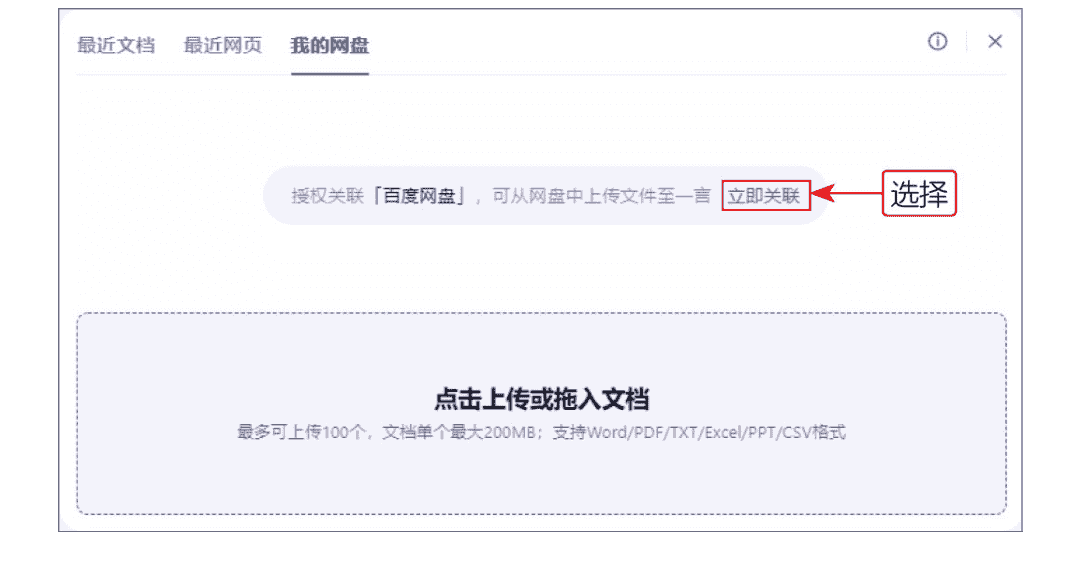 最近文档 最近网页 我的网盘
授权关联「百度网盘」，可从网盘中上传文件至一言 立即关联 选择
点击上传或拖入文档
最多可上传100个，文档单个最大200MB；支持Word/PDF/TXT/Excel/PPT/CSV格式